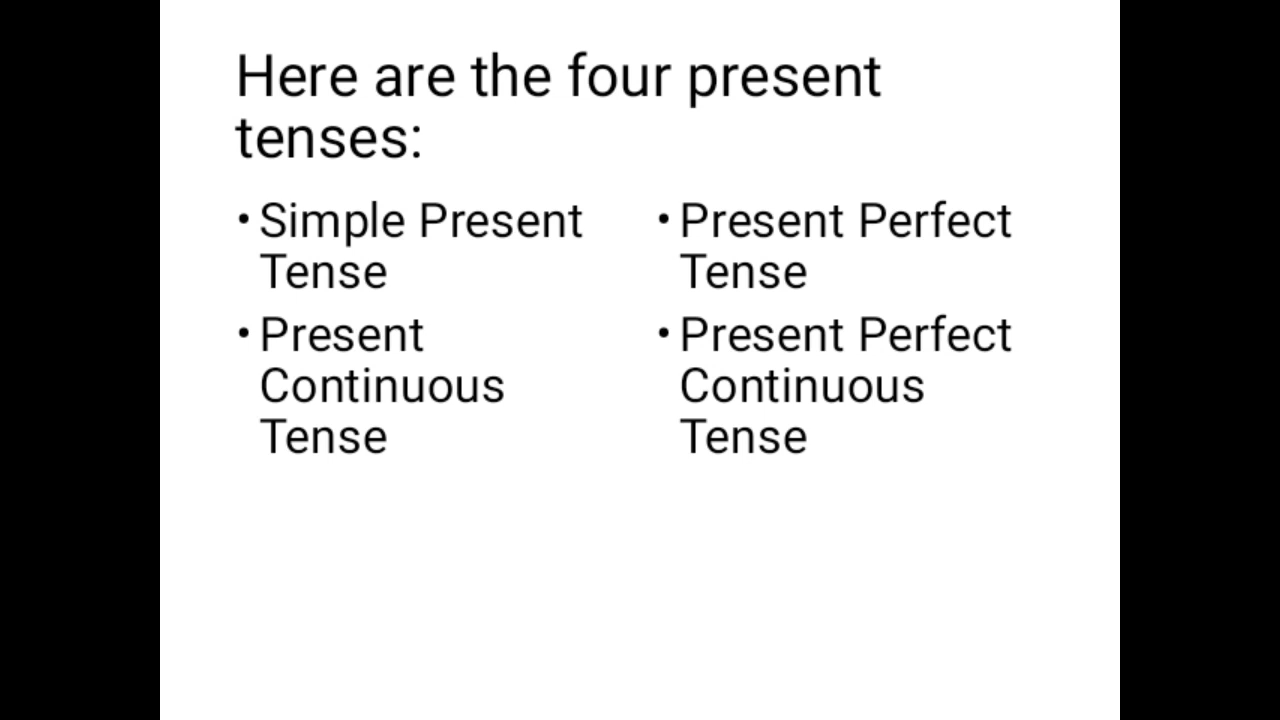 Here are the four present
tenses:
• Simple Present
Tense
• Present
Continuous
Tense
• Present Perfect
Tense
• Present Perfect
Continuous
Tense